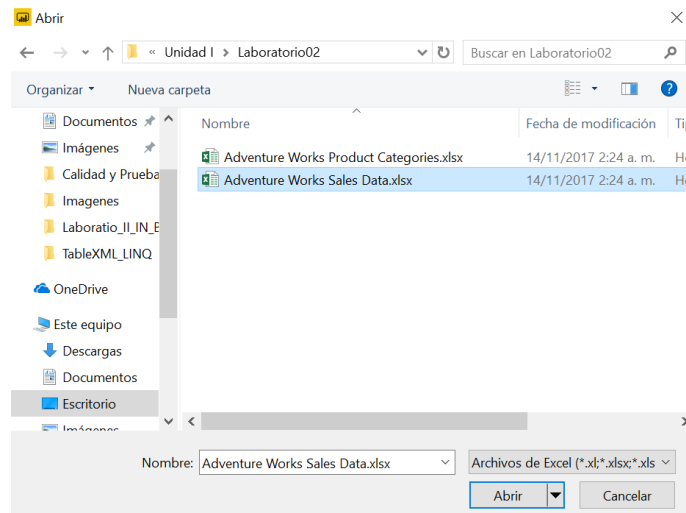 Abrir
« Unidad I > Laboratorio02
Buscar en Laboratorio02
Organizar
Nueva carpeta
Documentos
Imágenes
Calidad y Prueba
Imagenes
Laboratio_II_IN_B
TableXML_LINQ
OneDrive
Este equipo
Descargas
Documentos
Escritorio
Imágenes
Nombre Fecha de modificación Ti
Adventure Works Product Categories.xlsx 14/11/2017 2:24 a. m. H
Adventure Works Sales Data.xlsx 14/11/2017 2:24 a. m. H
Nombre: Adventure Works Sales Data.xlsx
Archivos de Excel (*.xl;*.xlsx;*.xls
Abrir
Cancelar